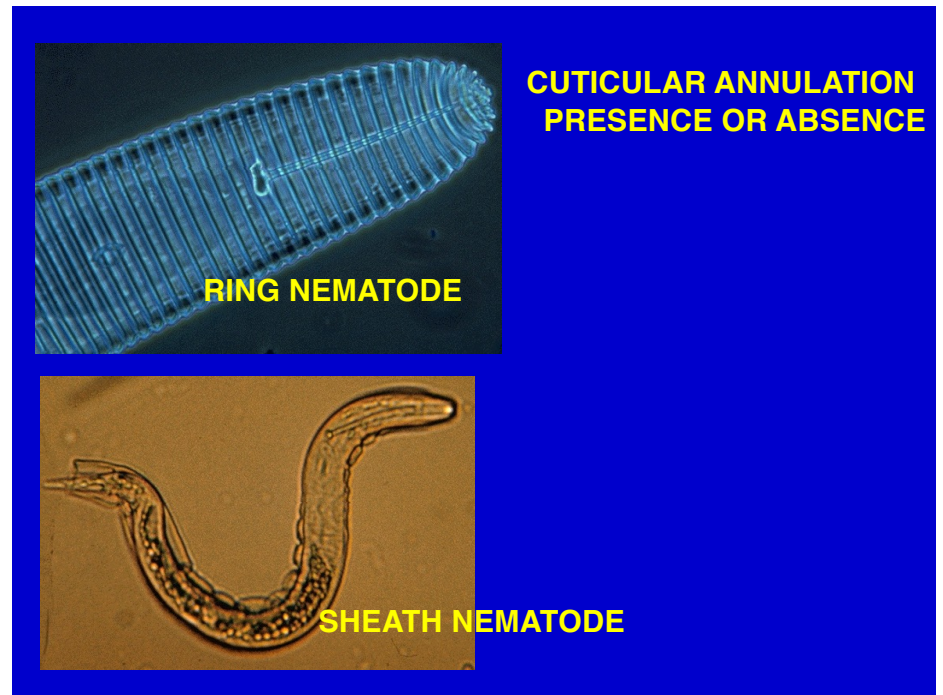 CUTICULAR ANNULATION
PRESENCE OR ABSENCE
RING NEMATODE
SHEATH NEMATODE